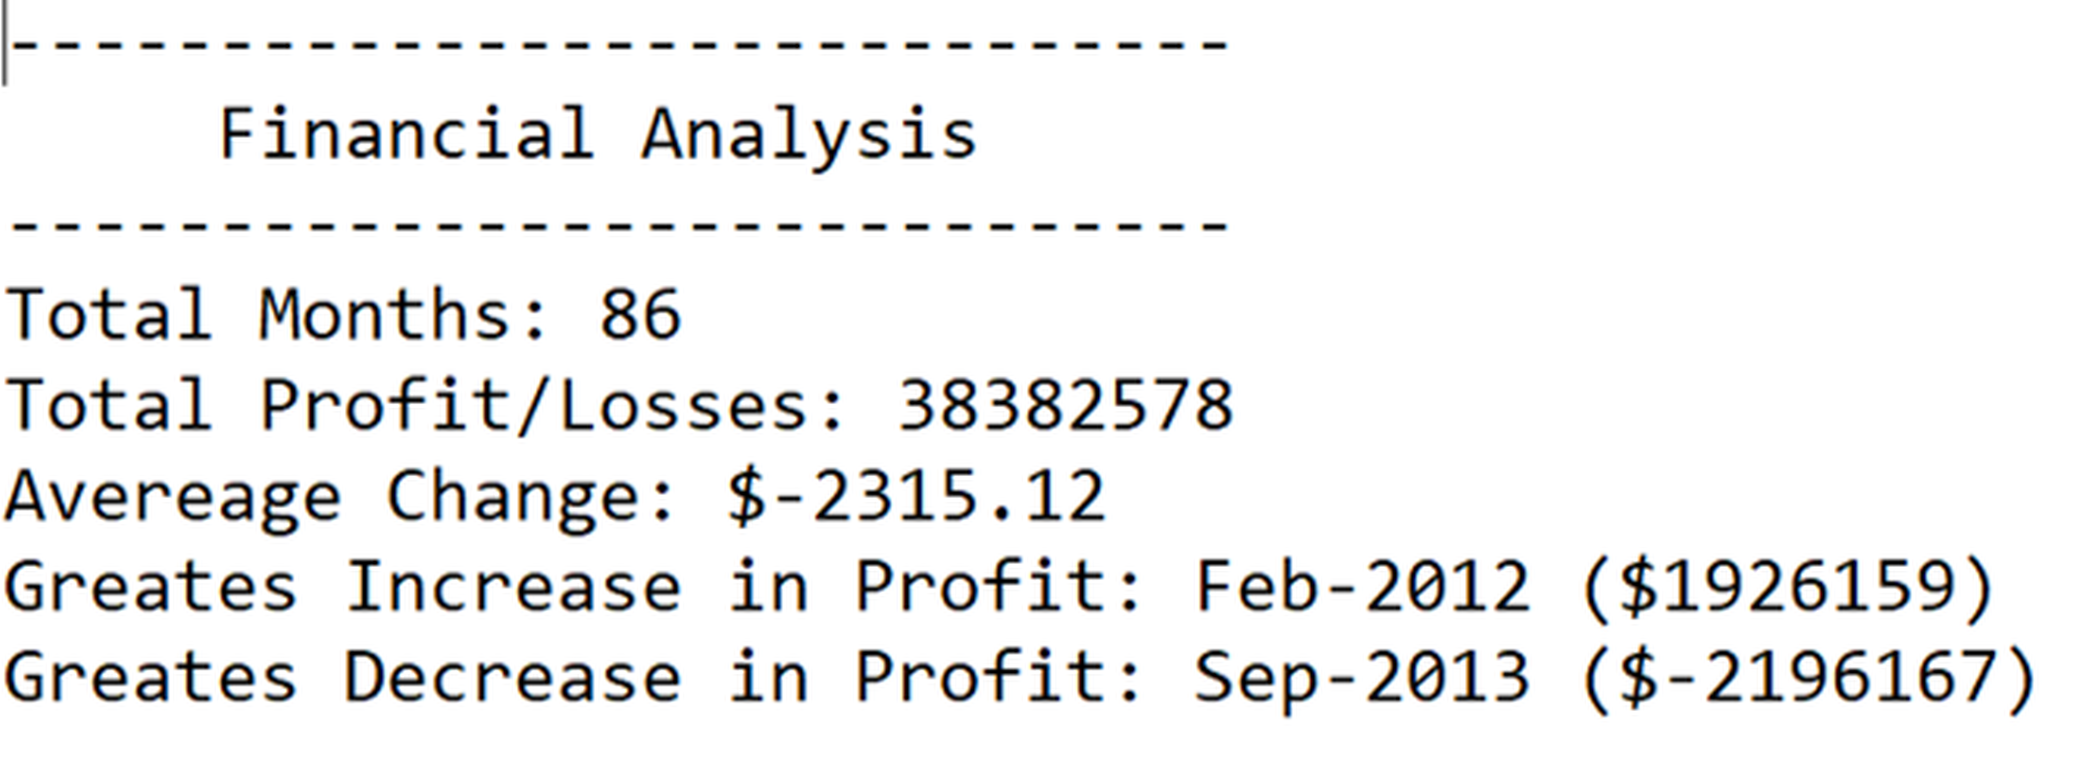 -----------------------------
Financial Analysis
-----------------------------
Total Months: 86
Total Profit/Losses: 38382578
Avereage Change: $-2315.12
Greates Increase in Profit: Feb-2012 ($1926159)
Greates Decrease in Profit: Sep-2013 ($-2196167)